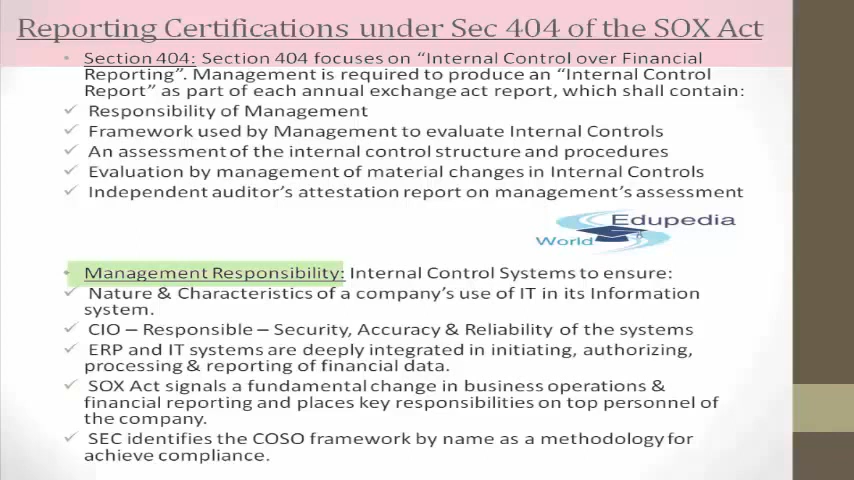 Reporting Certifications under Sec 404 of the SOX Act
• Section 404: Section 404 focuses on “Internal Control over Financial
Reporting”. Management is required to produce an “Internal Control
Report” as part of each annual exchange act report, which shall contain:
✓ Responsibility of Management
✓ Framework used by Management to evaluate Internal Controls
✓ An assessment of the internal control structure and procedures
✓ Evaluation by management of material changes in Internal Controls
✓ Independent auditor’s attestation report on management’s assessment
Edupedia
World
• Management Responsibility: Internal Control Systems to ensure:
✓ Nature & Characteristics of a company’s use of IT in its Information
system.
✓ CIO – Responsible – Security, Accuracy & Reliability of the systems
✓ ERP and IT systems are deeply integrated in initiating, authorizing,
processing & reporting of financial data.
✓ SOX Act signals a fundamental change in business operations &
financial reporting and places key responsibilities on top personnel of
the company.
✓ SEC identifies the COSO framework by name as a methodology for
achieve compliance.